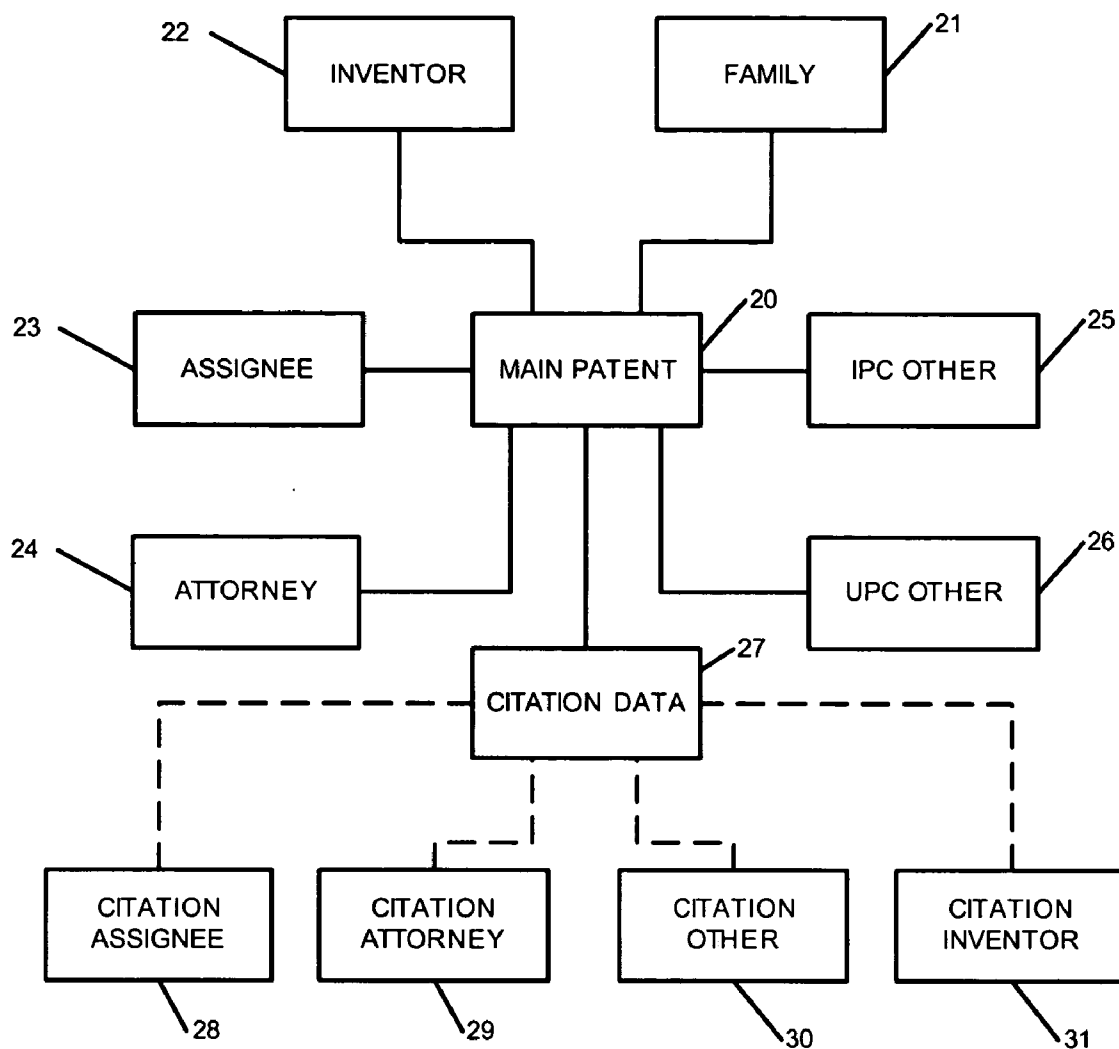 22
INVENTOR
FAMILY
21
23
ASSIGNEE
MAIN PATENT
20
IPC OTHER
25
24
ATTORNEY
UPC OTHER
26
CITATION DATA
27
CITATION
ASSIGNEE
CITATION
ATTORNEY
CITATION
OTHER
CITATION
INVENTOR
28
29
30
31